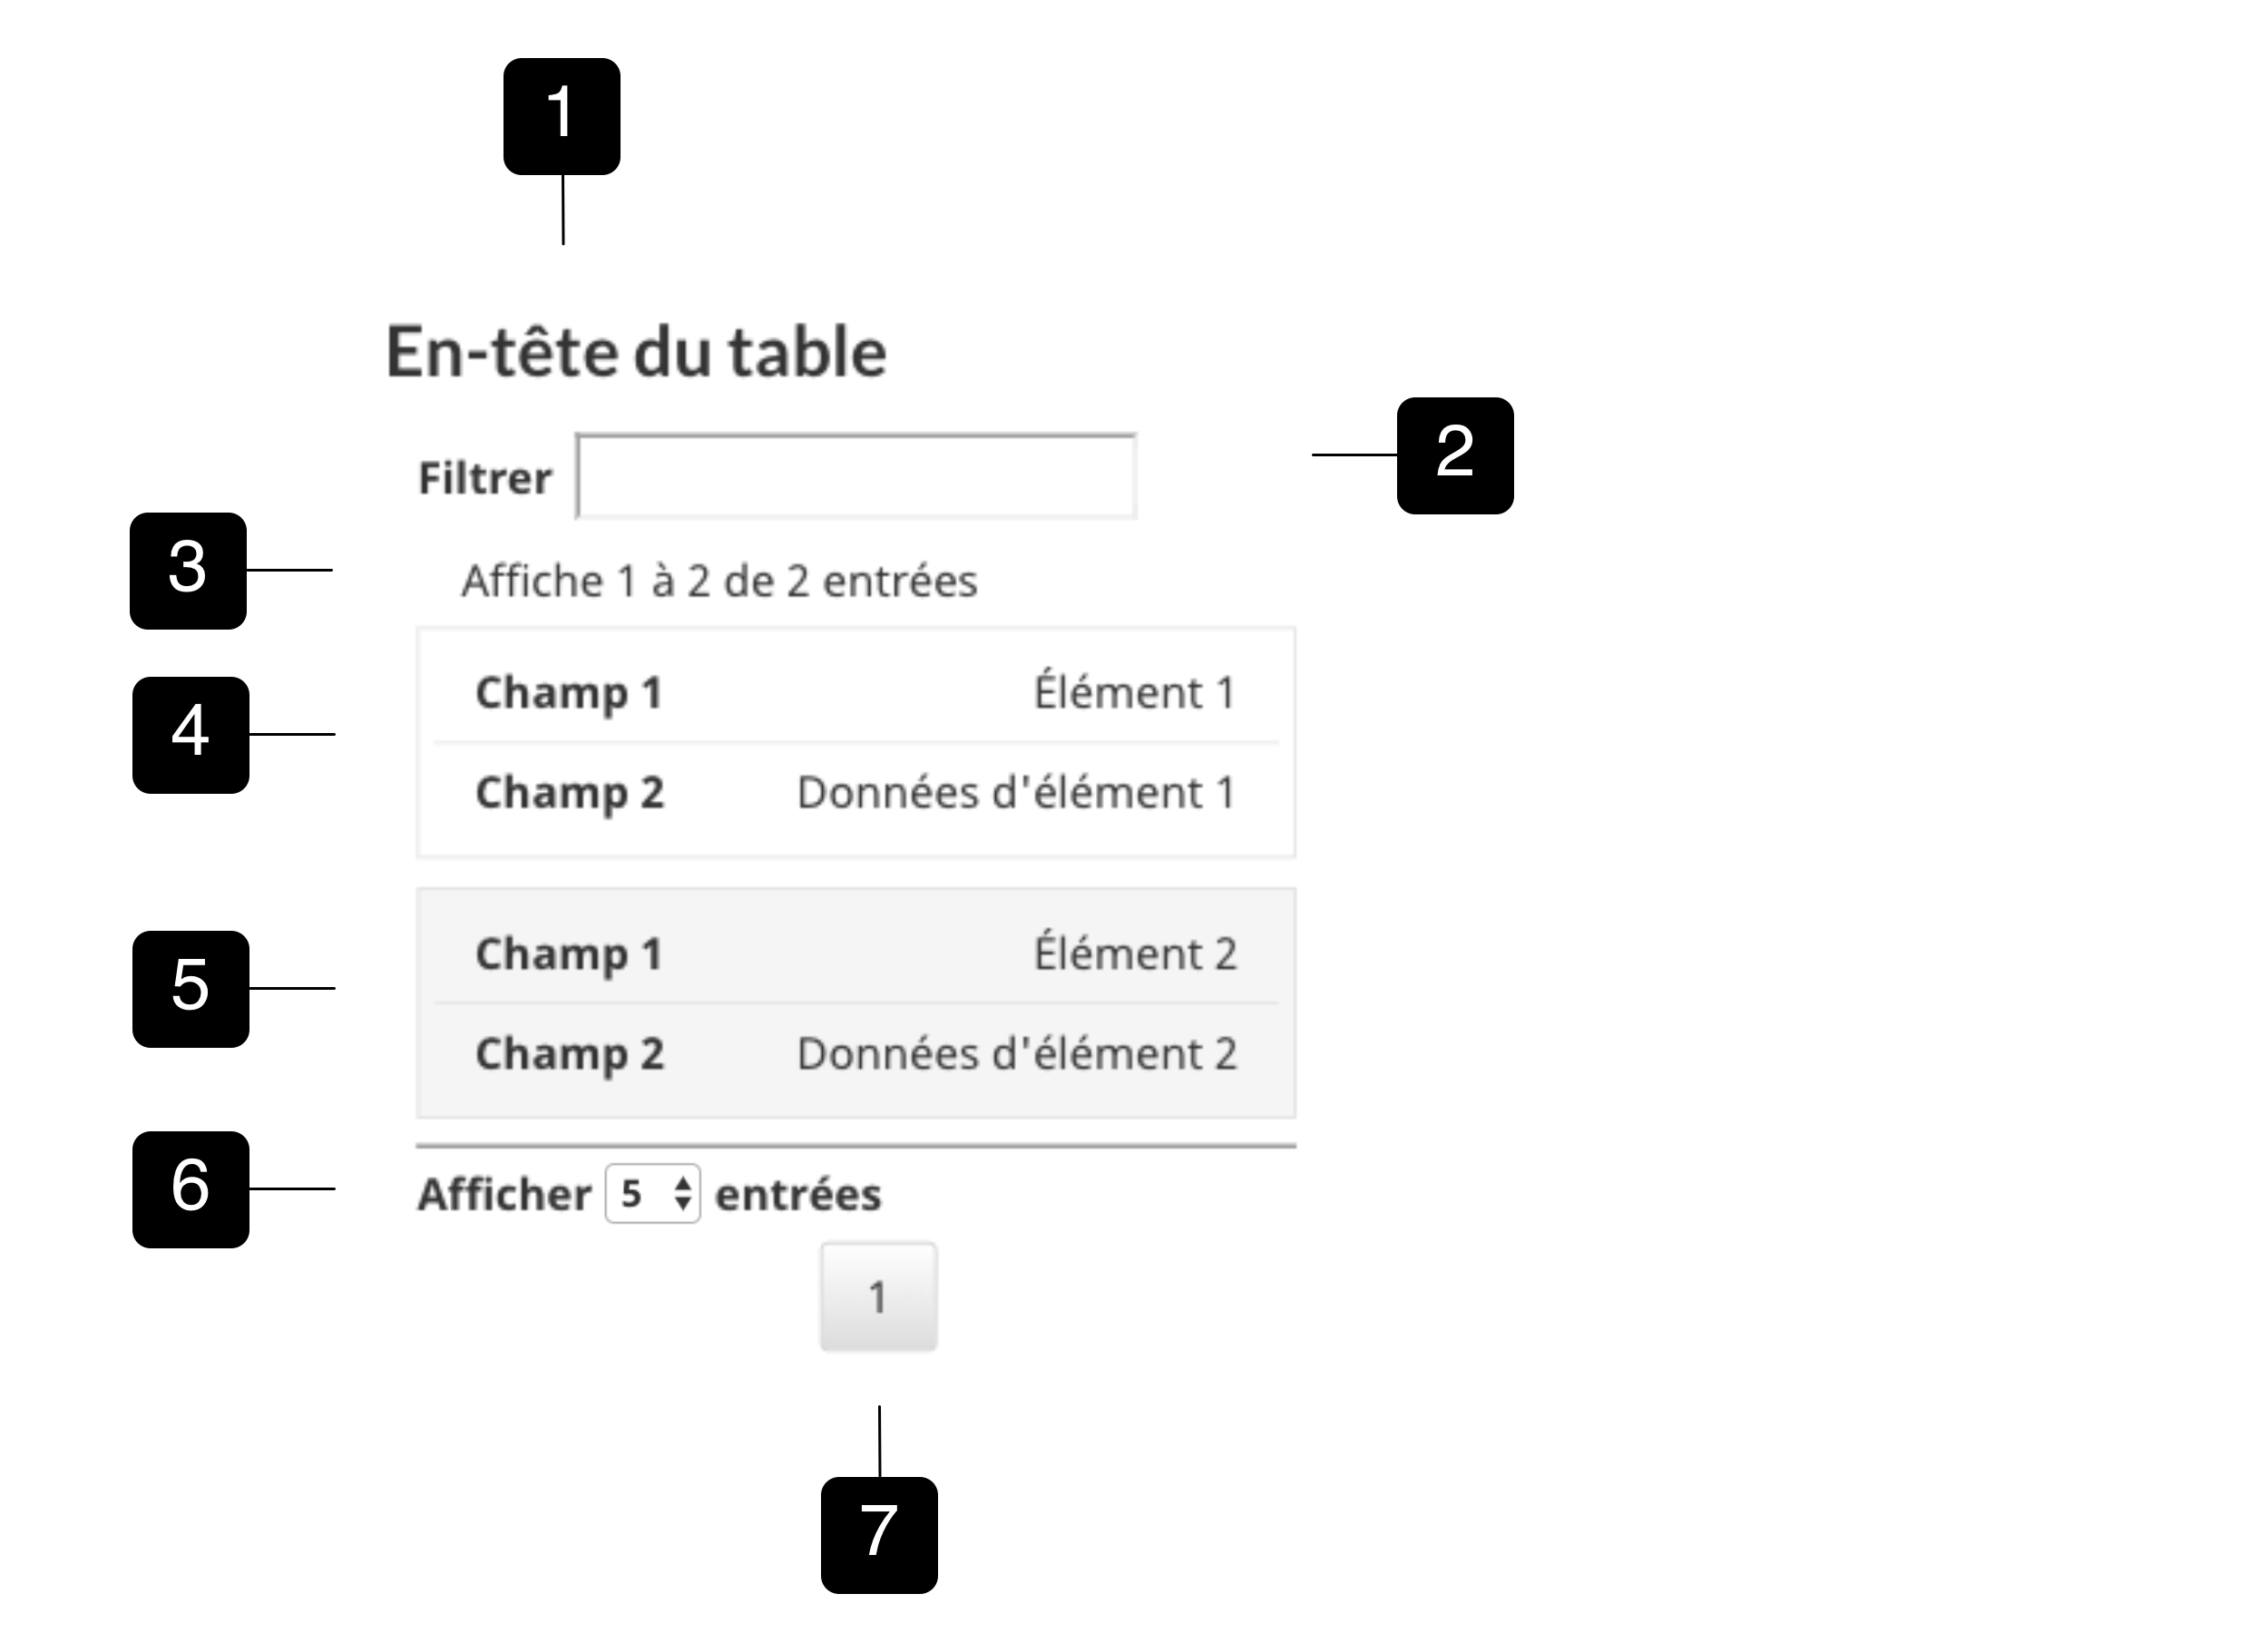 1
En-tête du table
2
Filtrer
3
Affiche 1 à 2 de 2 entrées
4
Champ 1 Élément 1
Champ 2 Données d'élément 1
5
Champ 1 Élément 2
Champ 2 Données d'élément 2
6
Afficher 5 entrées
1
7